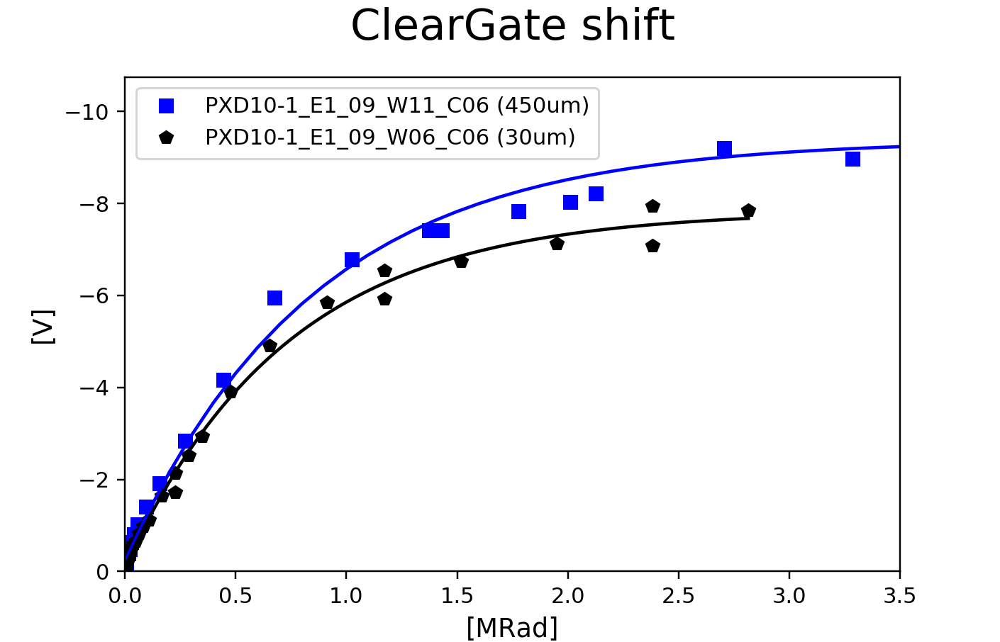 ClearGate shift
PXD10-1_E1_09_W11_C06 (450um)
PXD10-1_E1_09_W06_C06 (30um)
−10
−8
−6
−4
−2
0
[V]
0.0 0.5 1.0 1.5 2.0 2.5 3.0 3.5
[MRad]